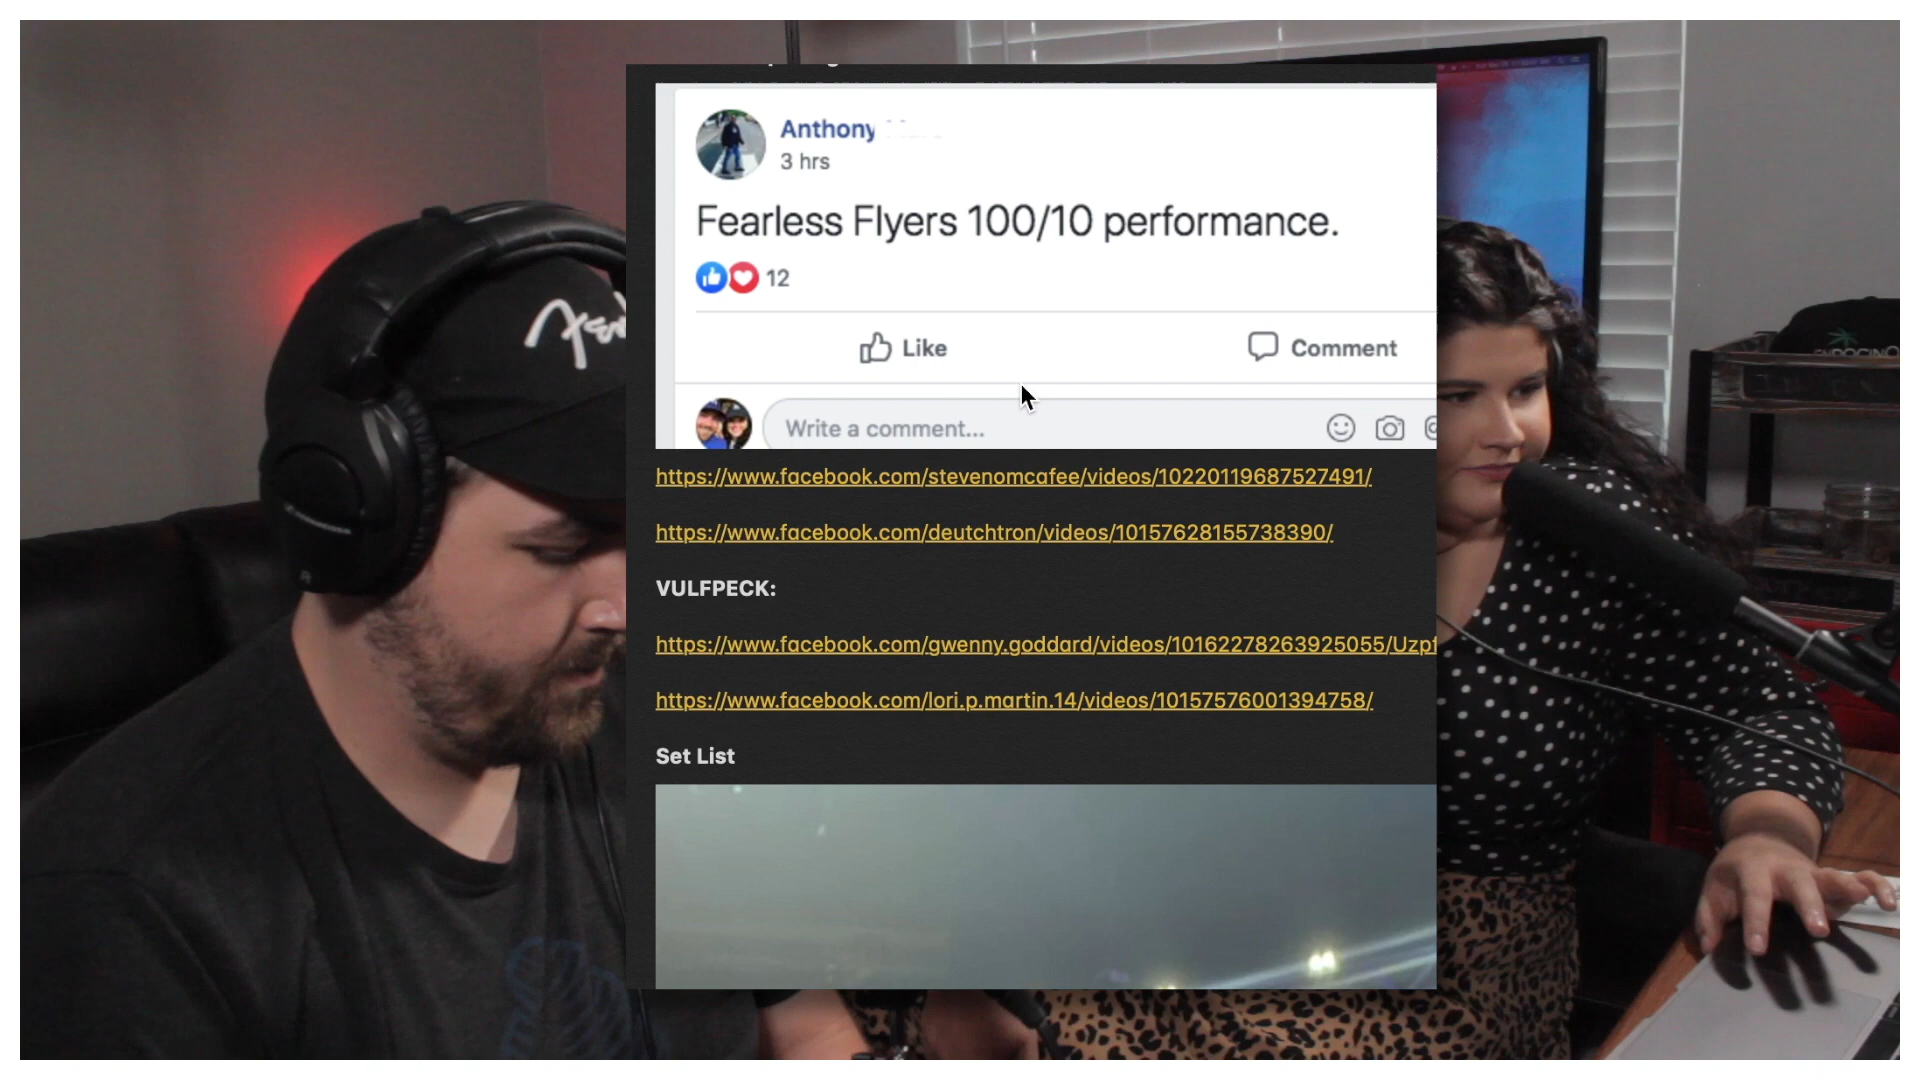 Anthony
3 hrs
Fearless Flyers 100/10 performance.
12
Like
Comment
Write a comment...
https://www.facebook.com/stevenomcafee/videos/10220119687527491/
https://www.facebook.com/deutchtron/videos/10157628155738390/
VULFPECK:
https://www.facebook.com/gwenny.goddard/videos/10162278263925055/Uzpf
https://www.facebook.com/lori.p.martin.14/videos/10157576001394758/
Set List